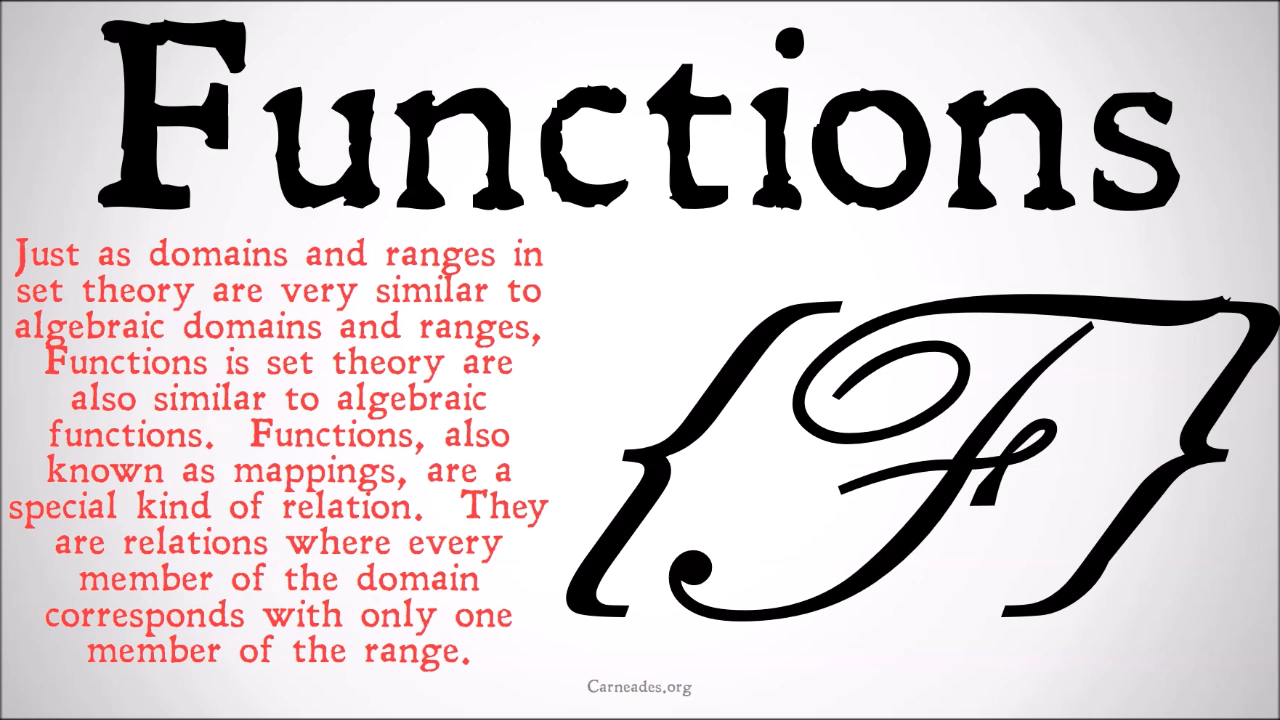 Functions
Just as domains and ranges in
set theory are very similar to
algebraic domains and ranges,
Functions is set theory are
also similar to algebraic
functions.  Functions, also
known as mappings, are a
special kind of relation.  They
are relations where every
member of the domain
corresponds with only one
member of the range.
{F}
Carneades.org